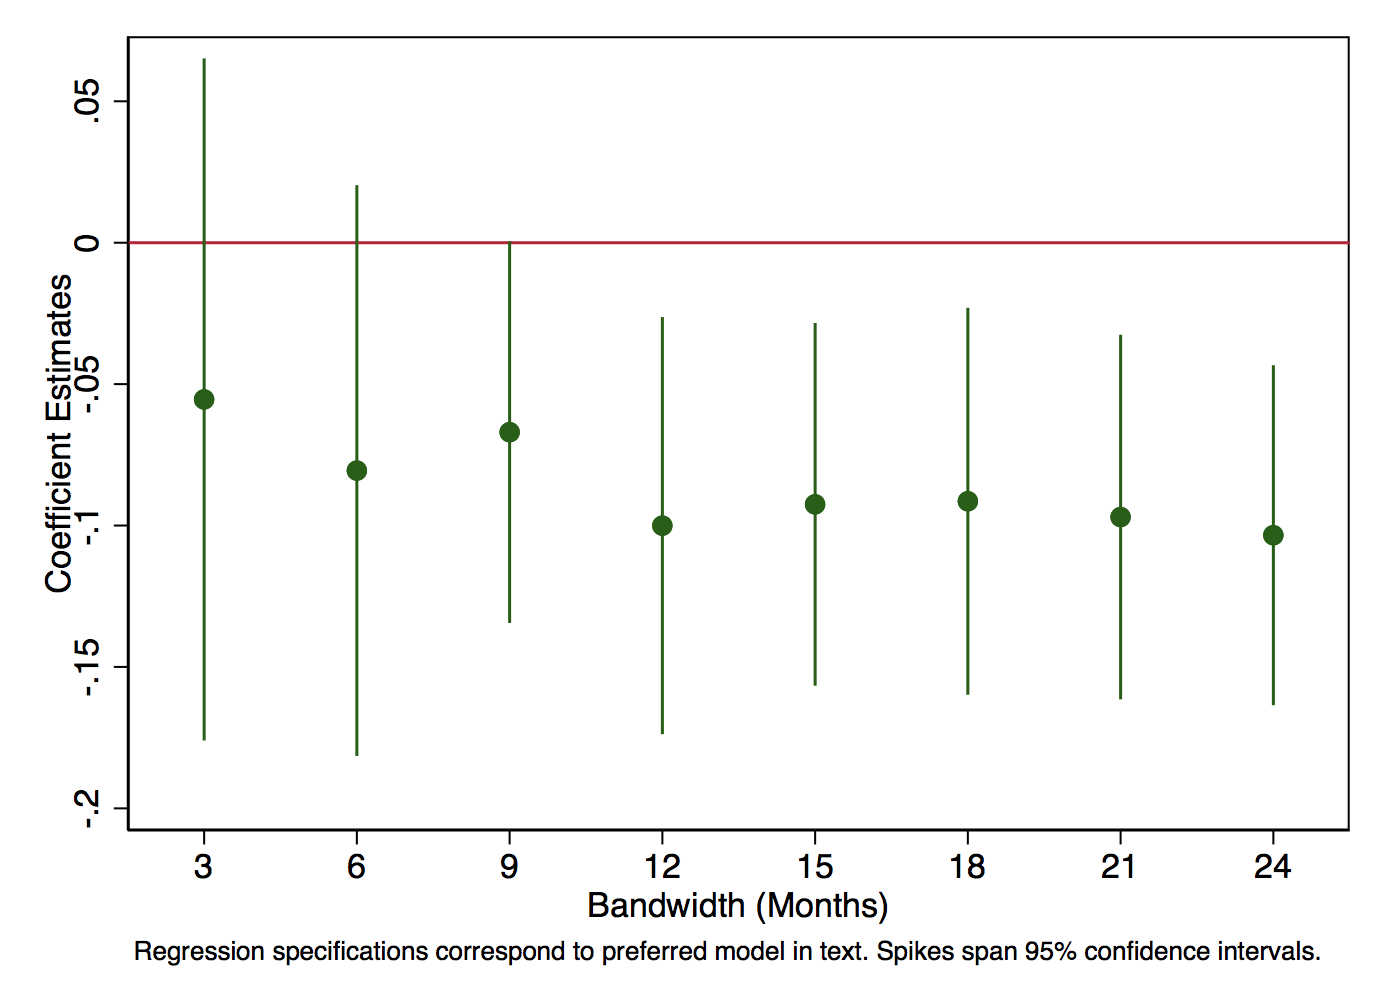 .05
0
-.05
-.1
-.15
-.2
Coefficient Estimates
3 6 9 12 15 18 21 24
Bandwidth (Months)
Regression specifications correspond to preferred model in text. Spikes span 95% confidence intervals.